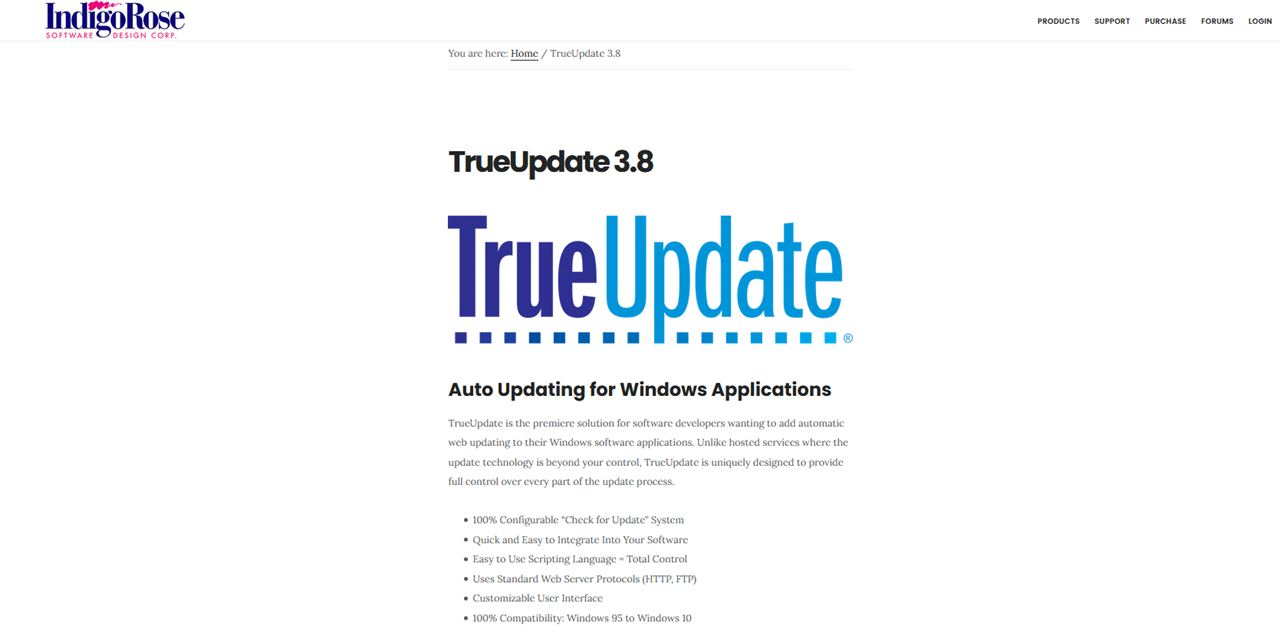 IndigoRose
SOFTWARE DESIGN CORP.
PRODUCTS SUPPORT PURCHASE FORUMS LOGIN
You are here: Home / TrueUpdate 3.8
TrueUpdate 3.8
TrueUpdate®
Auto Updating for Windows Applications
TrueUpdate is the premiere solution for software developers wanting to add automatic
web updating to their Windows software applications. Unlike hosted services where the
update technology is beyond your control, TrueUpdate is uniquely designed to provide
full control over every part of the update process.
• 100% Configurable “Check for Update” System
• Quick and Easy to Integrate Into Your Software
• Easy to Use Scripting Language = Total Control
• Uses Standard Web Server Protocols (HTTP, FTP)
• Customizable User Interface
• 100% Compatibility: Windows 95 to Windows 10